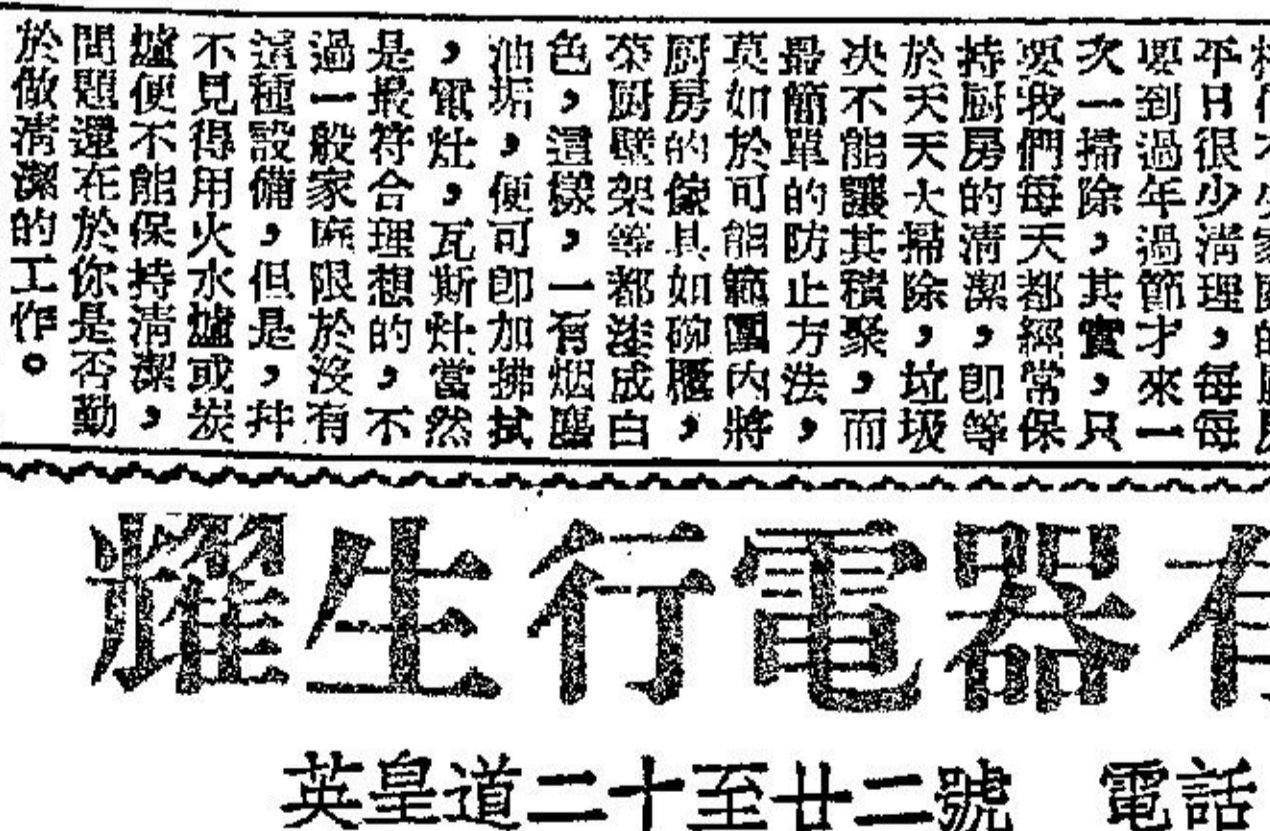 平日很少清理，每每
要到過年過節才來一
次一掃除，其實，只
要我們每天都經常保
持厨房的清潔，卽等
於天天大掃除，垃圾
决不能讓其積聚，而
最簡單的防止方法，
莫如於可能範圍內將
厨房的傢具如碗櫃，
菜厨壁架等都漆成白
色，這樣，一有烟塵
油垢，便可卽加拂拭
，電灶，瓦斯灶當然
是最符合理想的，不
過一般家庭限於沒有
這種設備，但是，幷
不見得用火水爐或炭
爐便不能保持清潔，
問題還在於你是否勤
於做清潔的工作。
耀生行電器有
英皇道二十至廿二號　電話